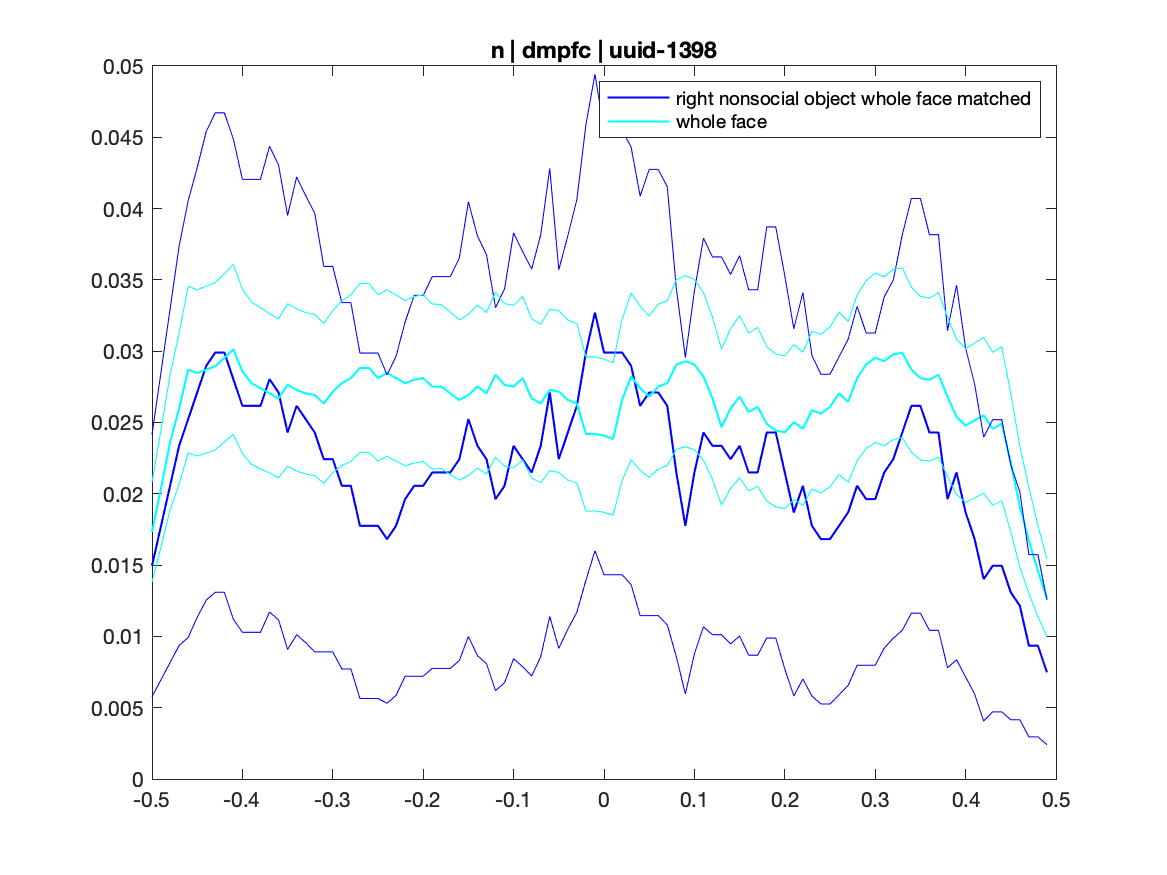 n | dmpfc | uuid-1398
right nonsocial object whole face matched
whole face
0.05
0.045
0.04
0.035
0.03
0.025
0.02
0.015
0.01
0.005
0
-0.5 -0.4 -0.3 -0.2 -0.1 0 0.1 0.2 0.3 0.4 0.5